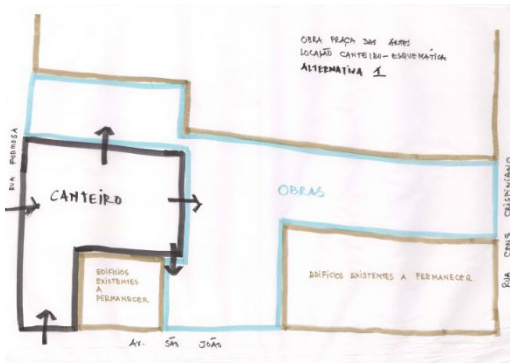 OBRA PRAÇA DAS ARTES
LOCAÇÃO CANTEIRO-ESQUEMÁTICA
ALTERNATIVA 1
RUA FORMOSA
CANTEIRO
OBRAS
RUA CONS CRISPINIANO
EDIFÍCIOS
EXISTENTES
A
PERMANECER
EDIFÍCIOS EXISTENTES A PERMANECER
AV. SÃO JOÃO